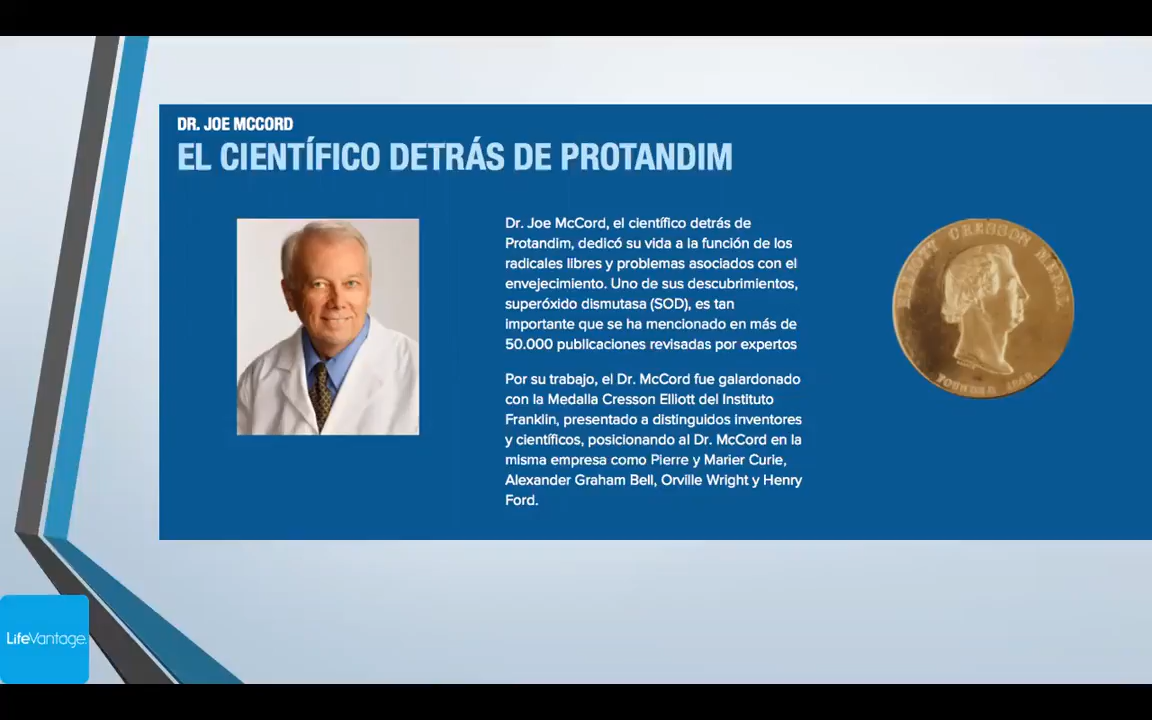 DR. JOE MCCORD
EL CIENTÍFICO DETRÁS DE PROTANDIM
Dr. Joe McCord, el científico detrás de
Protandim, dedicó su vida a la función de los
radicales libres y problemas asociados con el
envejecimiento. Uno de sus descubrimientos,
superóxido dismutasa (SOD), es tan
importante que se ha mencionado en más de
50.000 publicaciones revisadas por expertos
Por su trabajo, el Dr. McCord fue galardonado
con la Medalla Cresson Elliott del Instituto
Franklin, presentado a distinguidos inventores
y científicos, posicionando al Dr. McCord en la
misma empresa como Pierre y Marier Curie,
Alexander Graham Bell, Orville Wright y Henry
Ford.
ELLIOTT CRESSON MEDAL
FOUNDED 1848
LifeVantage